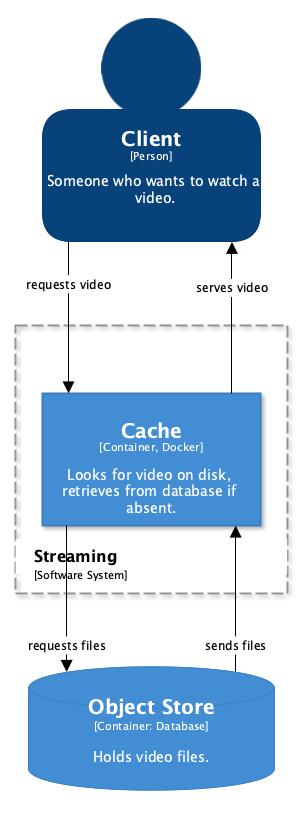 Client
[Person]
Someone who wants to watch a
video.
requests video
serves video
Cache
[Container, Docker]
Looks for video on disk,
retrieves from database if
absent.
Streaming
[Software System]
requests files
sends files
Object Store
[Container: Database]
Holds video files.